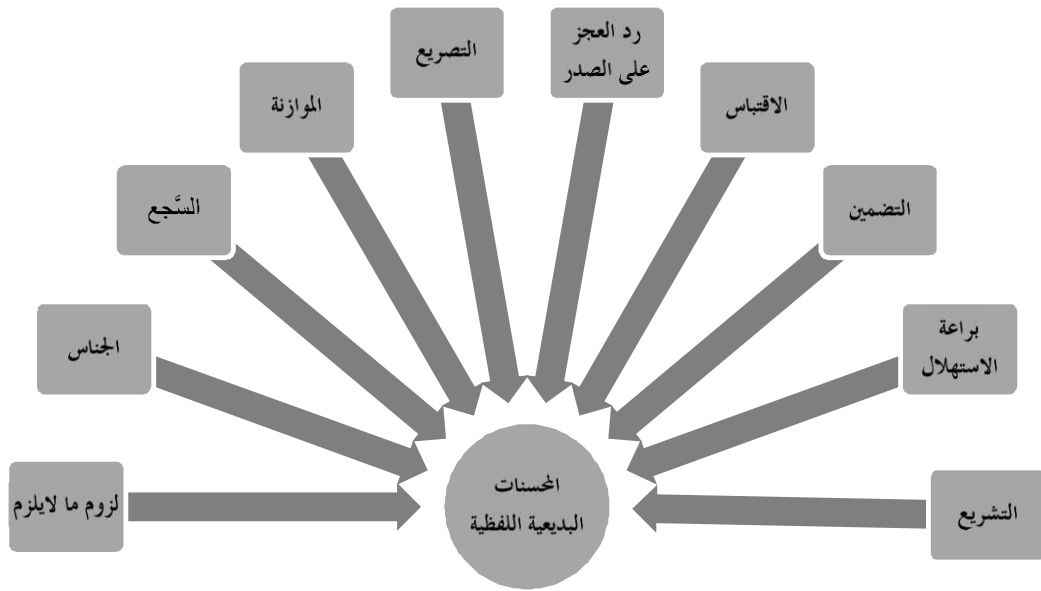 رد العجز
على الصدر
التصريع
الاقتباس
الموازنة
التضمين
السَّجع
براعة
الاستهلال
الجناس
التشريع
لزوم ما لايلزم
المحسنات
البديعية اللفظية